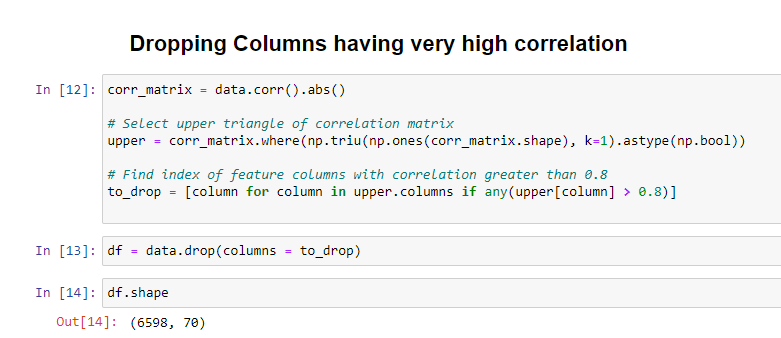 Dropping Columns having very high correlation
In [12]: corr_matrix = data.corr().abs()
# Select upper triangle of correlation matrix
upper = corr_matrix.where(np.triu(np.ones(corr_matrix.shape), k=1).astype(np.bool))
# Find index of feature columns with correlation greater than 0.8
to_drop = [column for column in upper.columns if any(upper[column] > 0.8)]
In [13]: df = data.drop(columns = to_drop)
In [14]: df.shape
Out[14]: (6598, 70)